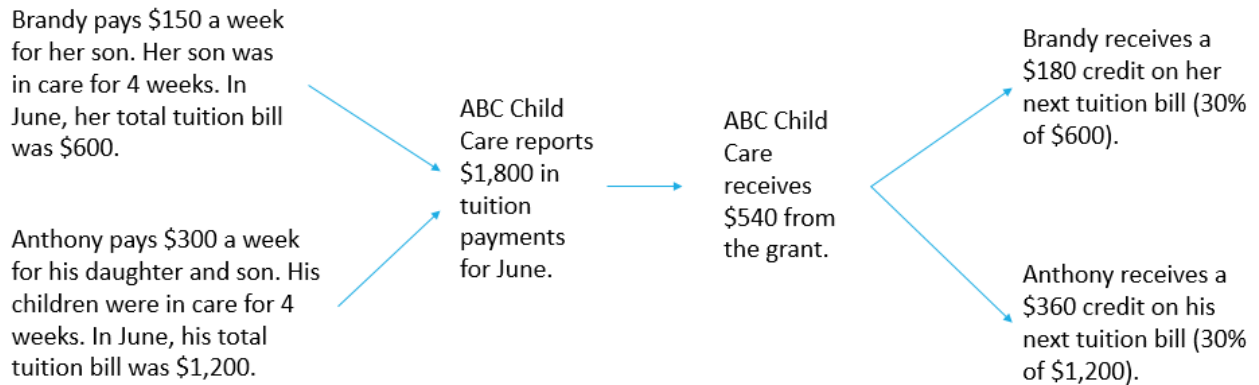 Brandy pays $150 a week
for her son. Her son was
in care for 4 weeks. In
June, her total tuition bill
was $600.
Anthony pays $300 a week
for his daughter and son. His
children were in care for 4
weeks. In June, his total
tuition bill was $1,200.
ABC Child
Care reports
$1,800 in
tuition
payments
for June.
ABC Child
Care
receives
$540 from
the grant.
Brandy receives a
$180 credit on her
next tuition bill (30%
of $600).
Anthony receives a
$360 credit on his
next tuition bill (30%
of $1,200).